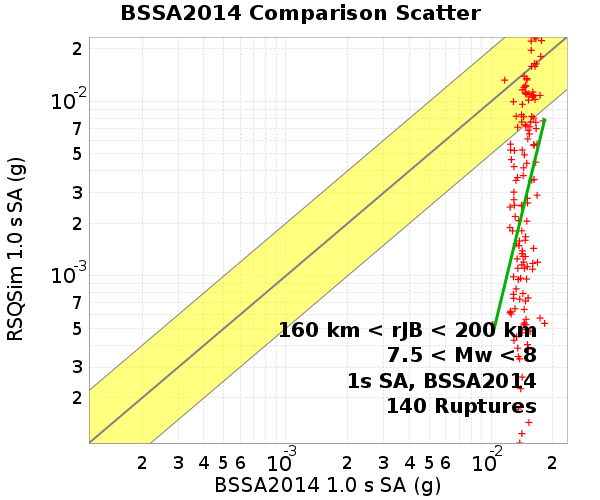 BSSA2014 Comparison Scatter
RSQSim 1.0 s SA (g)
2
10-2
7
5
3
2
10-3
7
5
3
2
160 km < rJB < 200 km
7.5 < Mw < 8
1s SA, BSSA2014
140 Ruptures
2 3 4 5 6 10-3 2 3 4 5 6 10-2 2
BSSA2014 1.0 s SA (g)